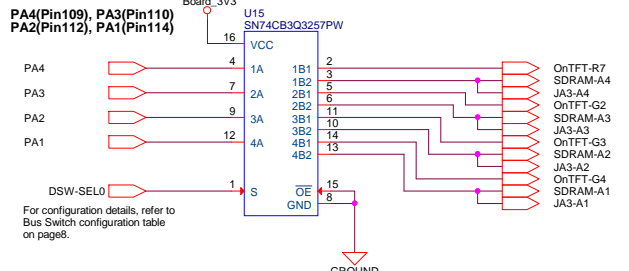 Board_3V3
PA4(Pin109), PA3(Pin110)
PA2(Pin112), PA1(Pin114)
U15
SN74CB3Q3257PW
16 VCC
PA4 4 1A 1B1 2 OnTFT-R7
1B2 3 SDRAM-A4
PA3 7 2A 2B1 5 JA3-A4
2B2 6 OnTFT-G2
PA2 9 3A 3B1 11 SDRAM-A3
3B2 10 JA3-A3
PA1 12 4A 4B1 14 OnTFT-G3
4B2 13 SDRAM-A2
JA3-A2
OnTFT-G4
DSW-SEL0 1 S OE 15 SDRAM-A1
GND 8 JA3-A1
For configuration details, refer to
Bus Switch configuration table
on page8.
GROUND